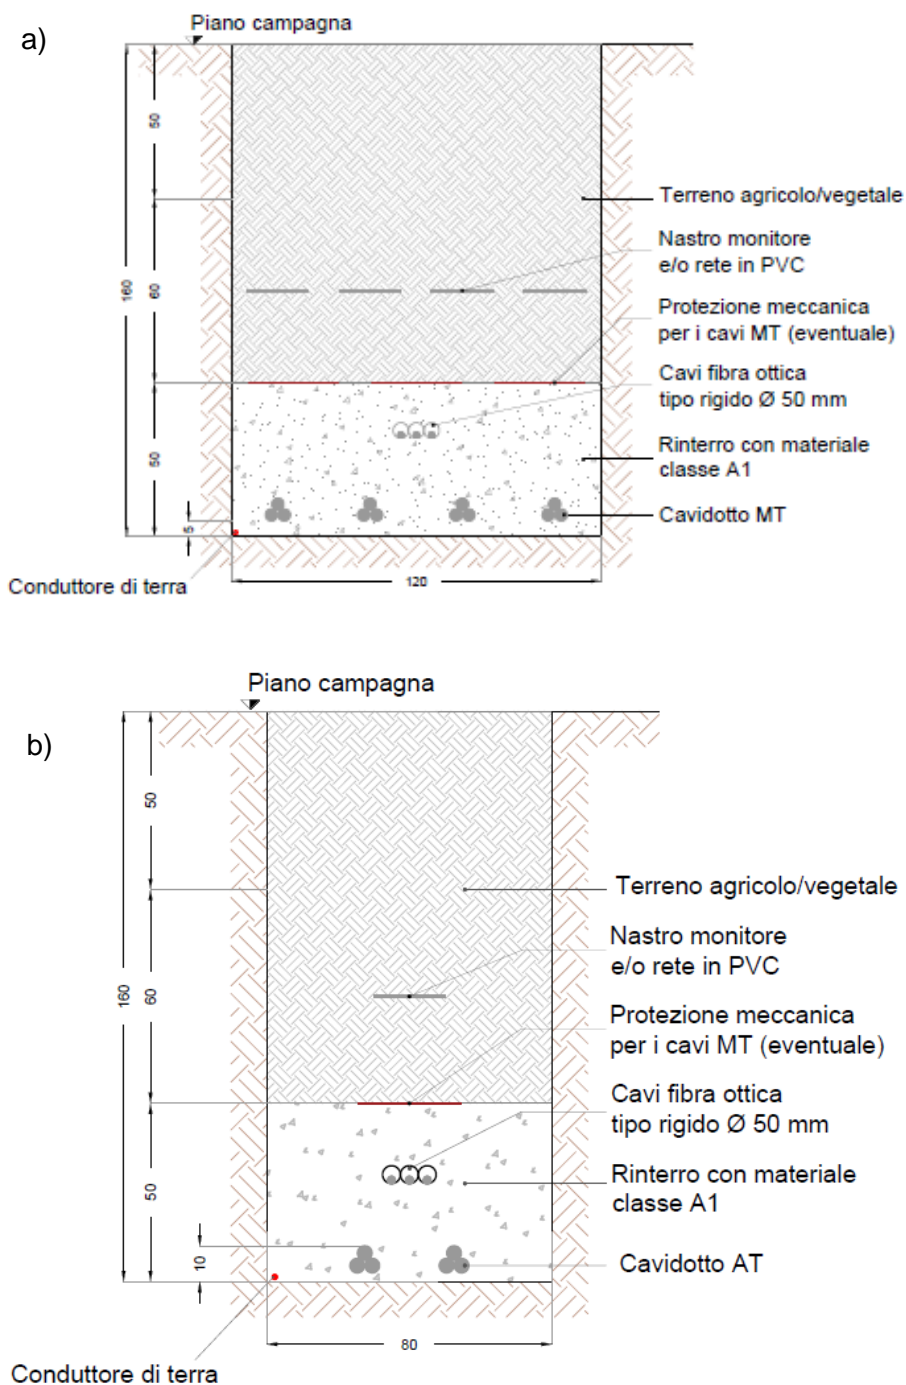 a)
Piano campagna
50
160
60
50
5
120
Terreno agricolo/vegetale
Nastro monitore
e/o rete in PVC
Protezione meccanica
per i cavi MT (eventuale)
Cavi fibra ottica
tipo rigido Ø 50 mm
Rinterro con materiale
classe A1
Cavidotto MT
Conduttore di terra
b)
Piano campagna
50
160
60
50
10
80
Terreno agricolo/vegetale
Nastro monitore
e/o rete in PVC
Protezione meccanica
per i cavi MT (eventuale)
Cavi fibra ottica
tipo rigido Ø 50 mm
Rinterro con materiale
classe A1
Cavidotto AT
Conduttore di terra